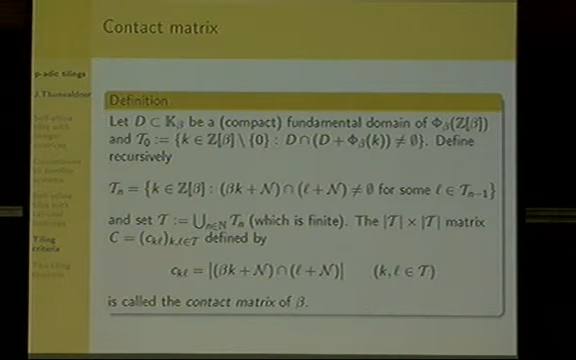 Contact matrix
p-adic tilings
J.Thuswaldner
Tiling
criteria
Definition
Let D ⊂ 𝕂_β be a (compact) fundamental domain of Φ_β(ℤ[β])
and 𝒯₀ := {k ∈ ℤ[β] \ {0} : D ∩ (D + Φ_β(k)) ≠ ∅}. Define
recursively
𝒯_n = {k ∈ ℤ[β] : (βk + 𝒩) ∩ (ℓ + 𝒩) ≠ ∅ for some ℓ ∈ 𝒯_{n−1}}
and set 𝒯 := ⋃_{n∈ℕ} 𝒯_n (which is finite). The |𝒯| × |𝒯| matrix
C = (c_{kℓ})_{k,ℓ∈𝒯} defined by
c_{kℓ} = |(βk + 𝒩) ∩ (ℓ + 𝒩)| (k, ℓ ∈ 𝒯)
is called the contact matrix of β.